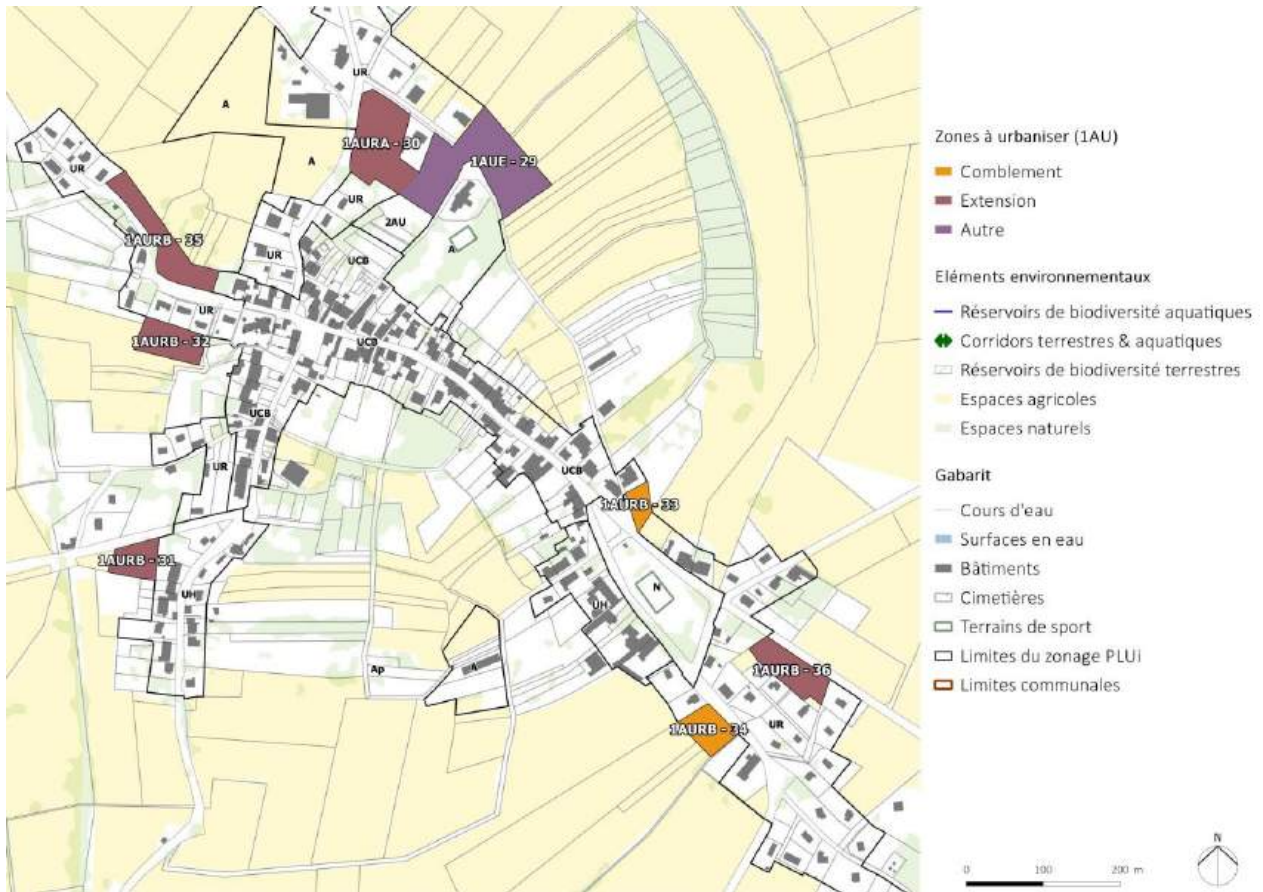 UR
A
1AURA - 30
A
1AUE - 29
UR
UR
2AU
1AURB - 35
UR
UCB
A
UR
1AURB - 32
UCB
UCB
UR
UCB
1AURB - 33
1AURB - 31
UH
UH
N
Ap
A
1AURB - 36
UR
1AURB - 34
Zones à urbaniser (1AU)
Comblement
Extension
Autre
Eléments environnementaux
Réservoirs de biodiversité aquatiques
Corridors terrestres & aquatiques
Réservoirs de biodiversité terrestres
Espaces agricoles
Espaces naturels
Gabarit
Cours d'eau
Surfaces en eau
Bâtiments
Cimetières
Terrains de sport
Limites du zonage PLUi
Limites communales
N
0 100 200 m